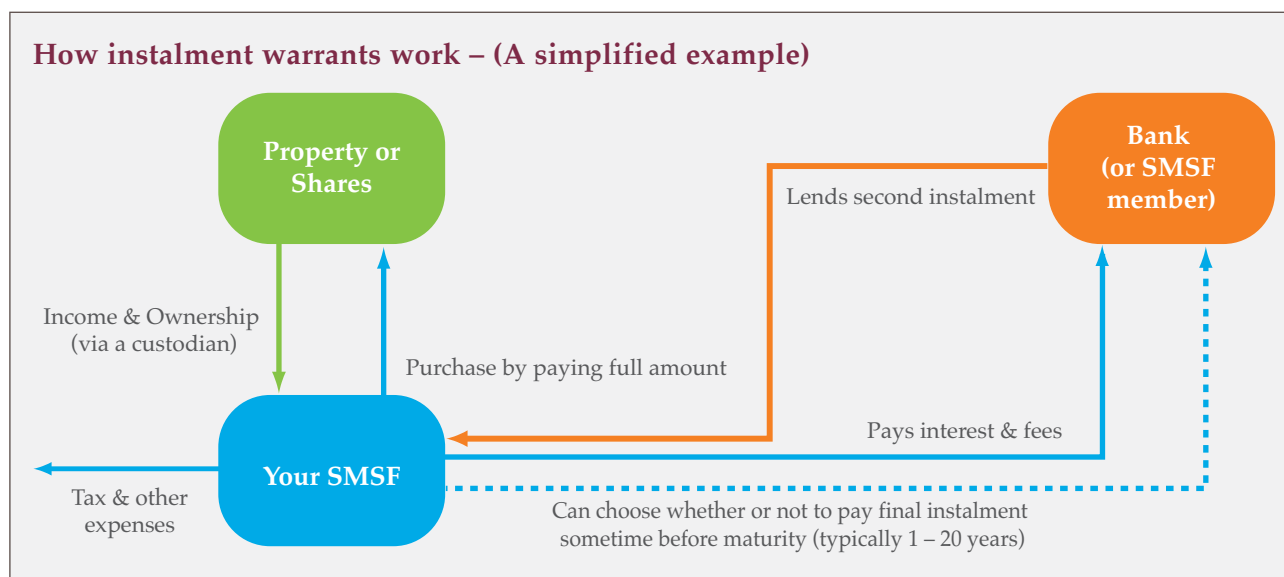 How instalment warrants work – (A simplified example)
Property or
Shares
Bank
(or SMSF
member)
Lends second instalment
Income & Ownership
(via a custodian)
Purchase by paying full amount
Pays interest & fees
Your SMSF
Tax & other
expenses
Can choose whether or not to pay final instalment
sometime before maturity (typically 1 – 20 years)